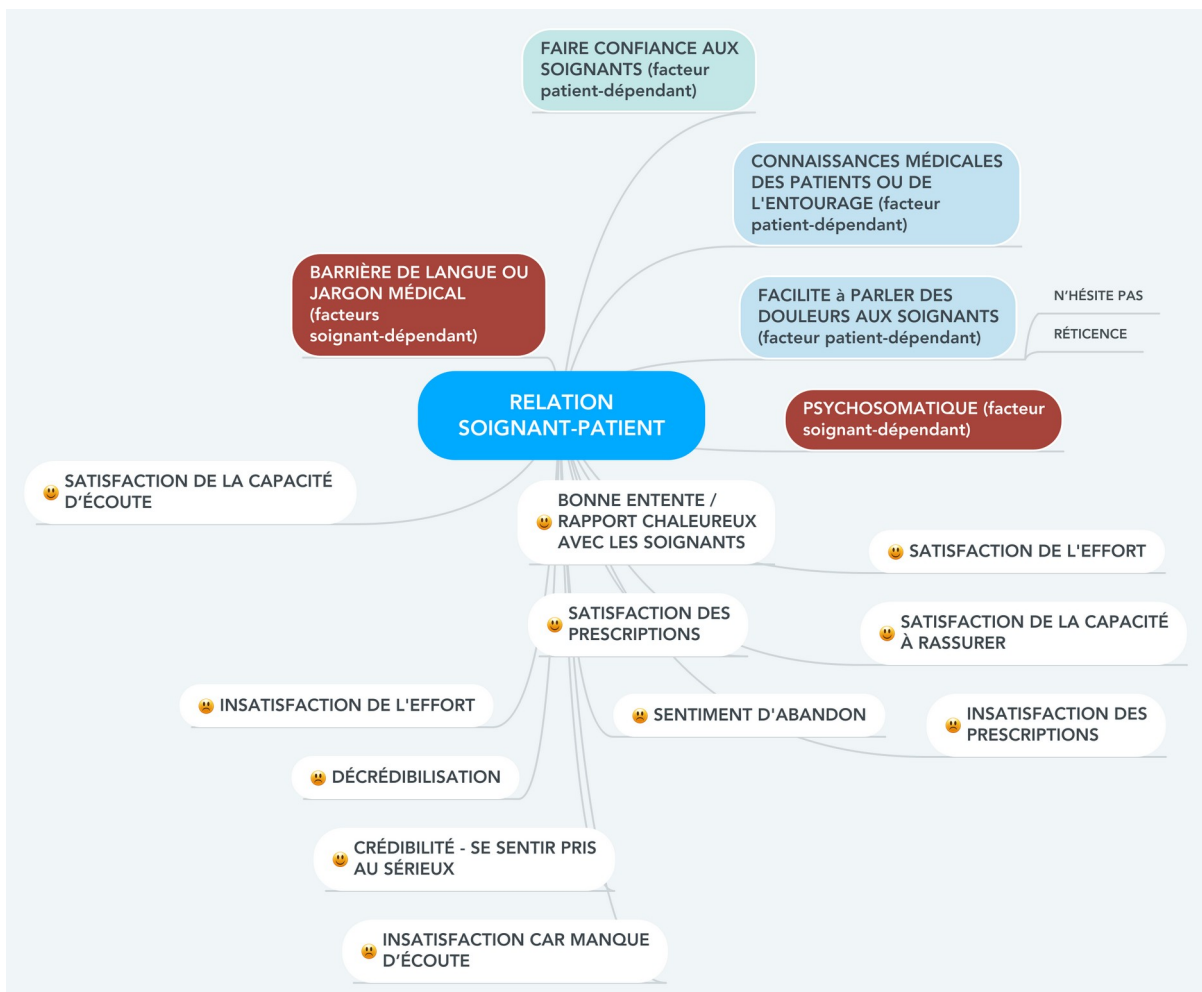 FAIRE CONFIANCE AUX
SOIGNANTS (facteur
patient-dépendant)
CONNAISSANCES MÉDICALES
DES PATIENTS OU DE
L'ENTOURAGE (facteur
patient-dépendant)
BARRIÈRE DE LANGUE OU
JARGON MÉDICAL
(facteurs
soignant-dépendant)
FACILITE à PARLER DES
DOULEURS AUX SOIGNANTS
(facteur patient-dépendant)
N’HÉSITE PAS
RÉTICENCE
RELATION
SOIGNANT-PATIENT
PSYCHOSOMATIQUE (facteur
soignant-dépendant)
SATISFACTION DE LA CAPACITÉ
D’ÉCOUTE
BONNE ENTENTE /
RAPPORT CHALEUREUX
AVEC LES SOIGNANTS
SATISFACTION DE L'EFFORT
SATISFACTION DES
PRESCRIPTIONS
SATISFACTION DE LA CAPACITÉ
À RASSURER
INSATISFACTION DE L'EFFORT
SENTIMENT D'ABANDON
INSATISFACTION DES
PRESCRIPTIONS
DÉCRÉDIBILISATION
CRÉDIBILITÉ - SE SENTIR PRIS
AU SÉRIEUX
INSATISFACTION CAR MANQUE
D’ÉCOUTE